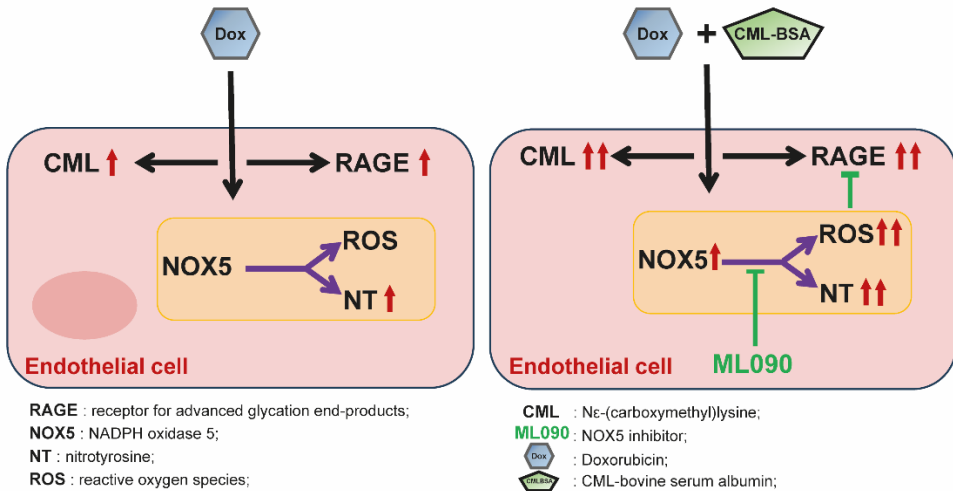 Dox
Dox + CML-BSA
CML RAGE
NOX5
ROS
NT
Endothelial cell
CML RAGE
NOX5
ROS
NT
ML090
Endothelial cell
RAGE : receptor for advanced glycation end-products;
NOX5 : NADPH oxidase 5;
NT : nitrotyrosine;
ROS : reactive oxygen species;
CML : Nε-(carboxymethyl)lysine;
ML090 : NOX5 inhibitor;
Dox : Doxorubicin;
CMLBSA : CML-bovine serum albumin;